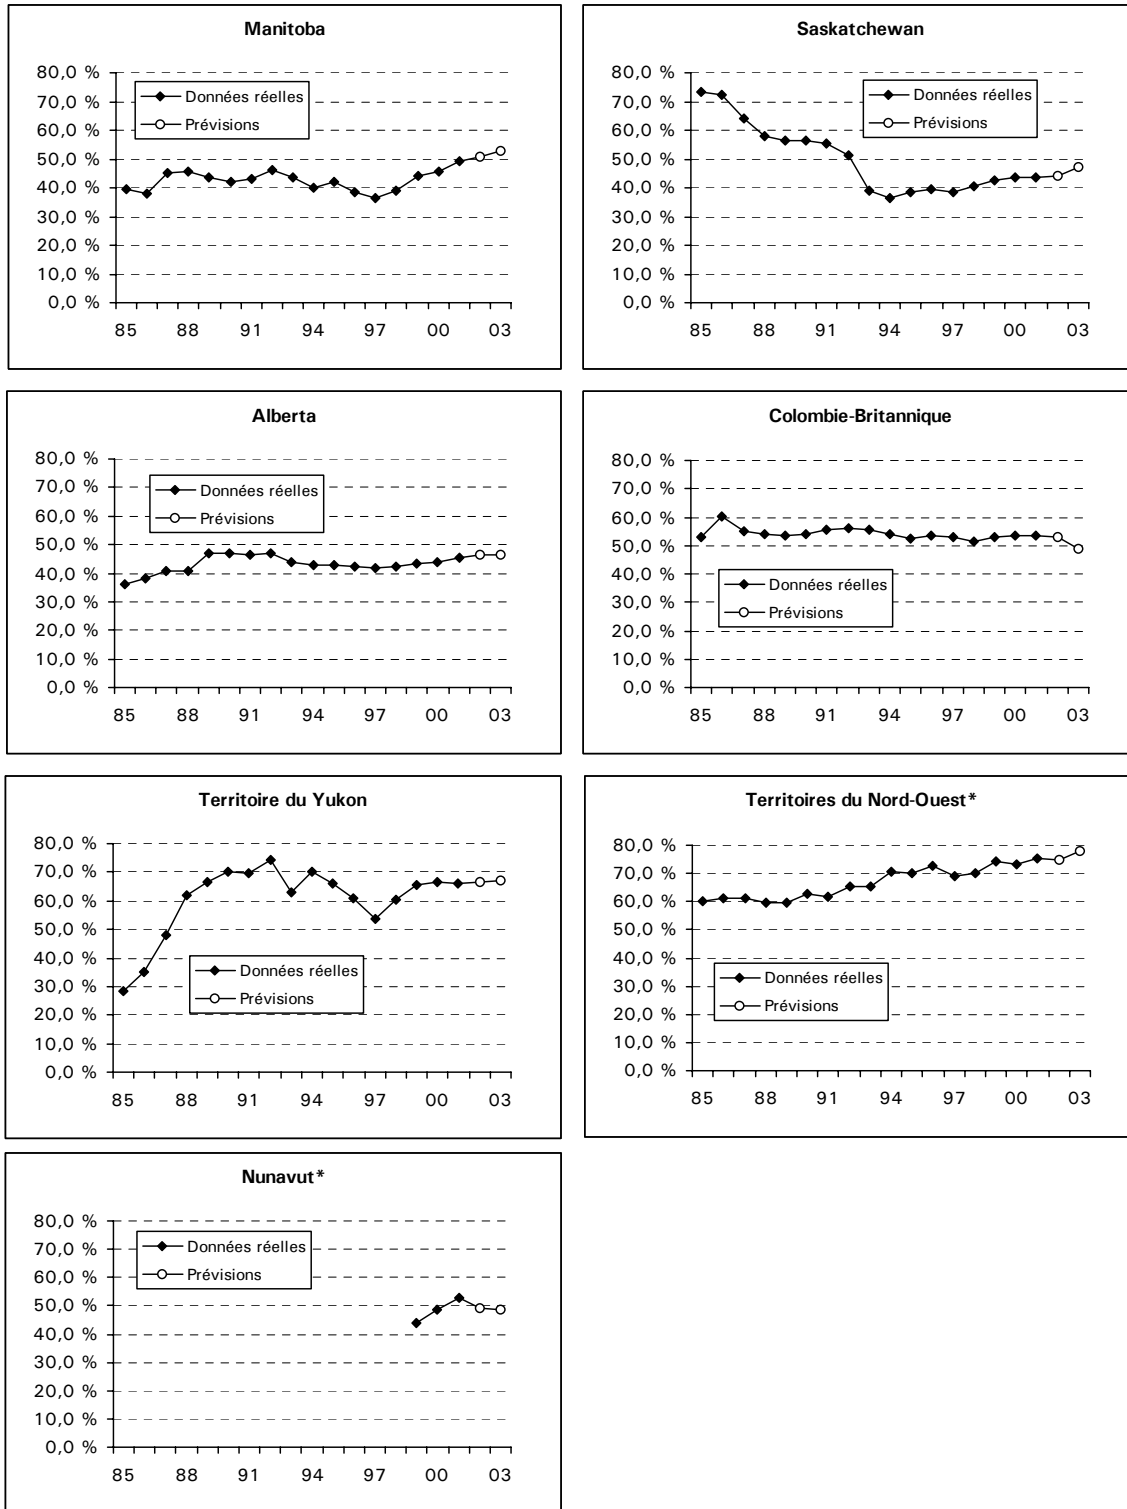 Manitoba
80,0 %
70,0 %
60,0 %
50,0 %
40,0 %
30,0 %
20,0 %
10,0 %
0,0 %
Données réelles
Prévisions
85 88 91 94 97 00 03
Saskatchewan
80,0 %
70,0 %
60,0 %
50,0 %
40,0 %
30,0 %
20,0 %
10,0 %
0,0 %
Données réelles
Prévisions
85 88 91 94 97 00 03
Alberta
80,0 %
70,0 %
60,0 %
50,0 %
40,0 %
30,0 %
20,0 %
10,0 %
0,0 %
Données réelles
Prévisions
85 88 91 94 97 00 03
Colombie-Britannique
80,0 %
70,0 %
60,0 %
50,0 %
40,0 %
30,0 %
20,0 %
10,0 %
0,0 %
Données réelles
Prévisions
85 88 91 94 97 00 03
Territoire du Yukon
80,0 %
70,0 %
60,0 %
50,0 %
40,0 %
30,0 %
20,0 %
10,0 %
0,0 %
Données réelles
Prévisions
85 88 91 94 97 00 03
Territoires du Nord-Ouest*
80,0 %
70,0 %
60,0 %
50,0 %
40,0 %
30,0 %
20,0 %
10,0 %
0,0 %
Données réelles
Prévisions
85 88 91 94 97 00 03
Nunavut*
80,0 %
70,0 %
60,0 %
50,0 %
40,0 %
30,0 %
20,0 %
10,0 %
0,0 %
Données réelles
Prévisions
85 88 91 94 97 00 03